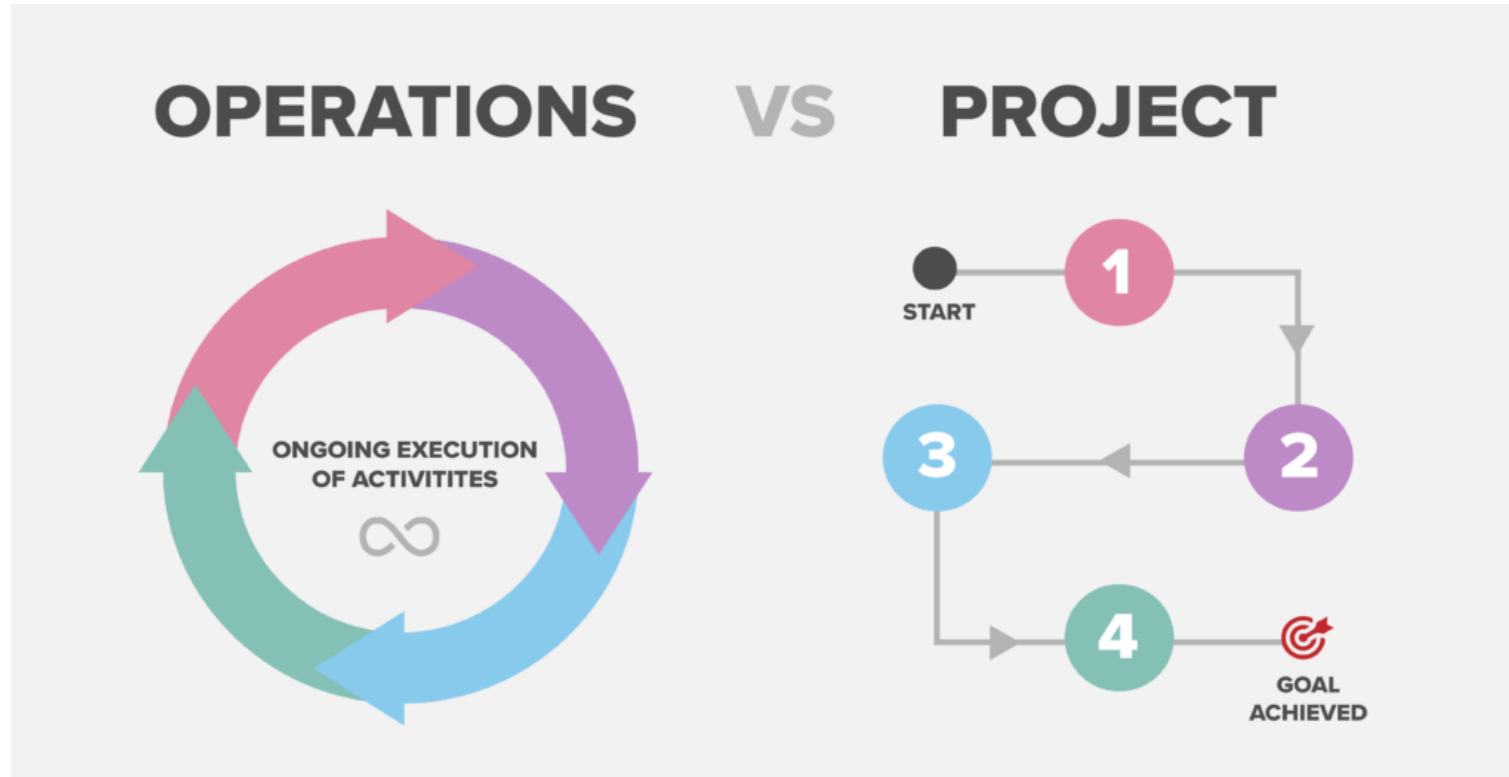 OPERATIONS VS PROJECT
ONGOING EXECUTION
OF ACTIVITITES
START
1
2
3
4
GOAL
ACHIEVED